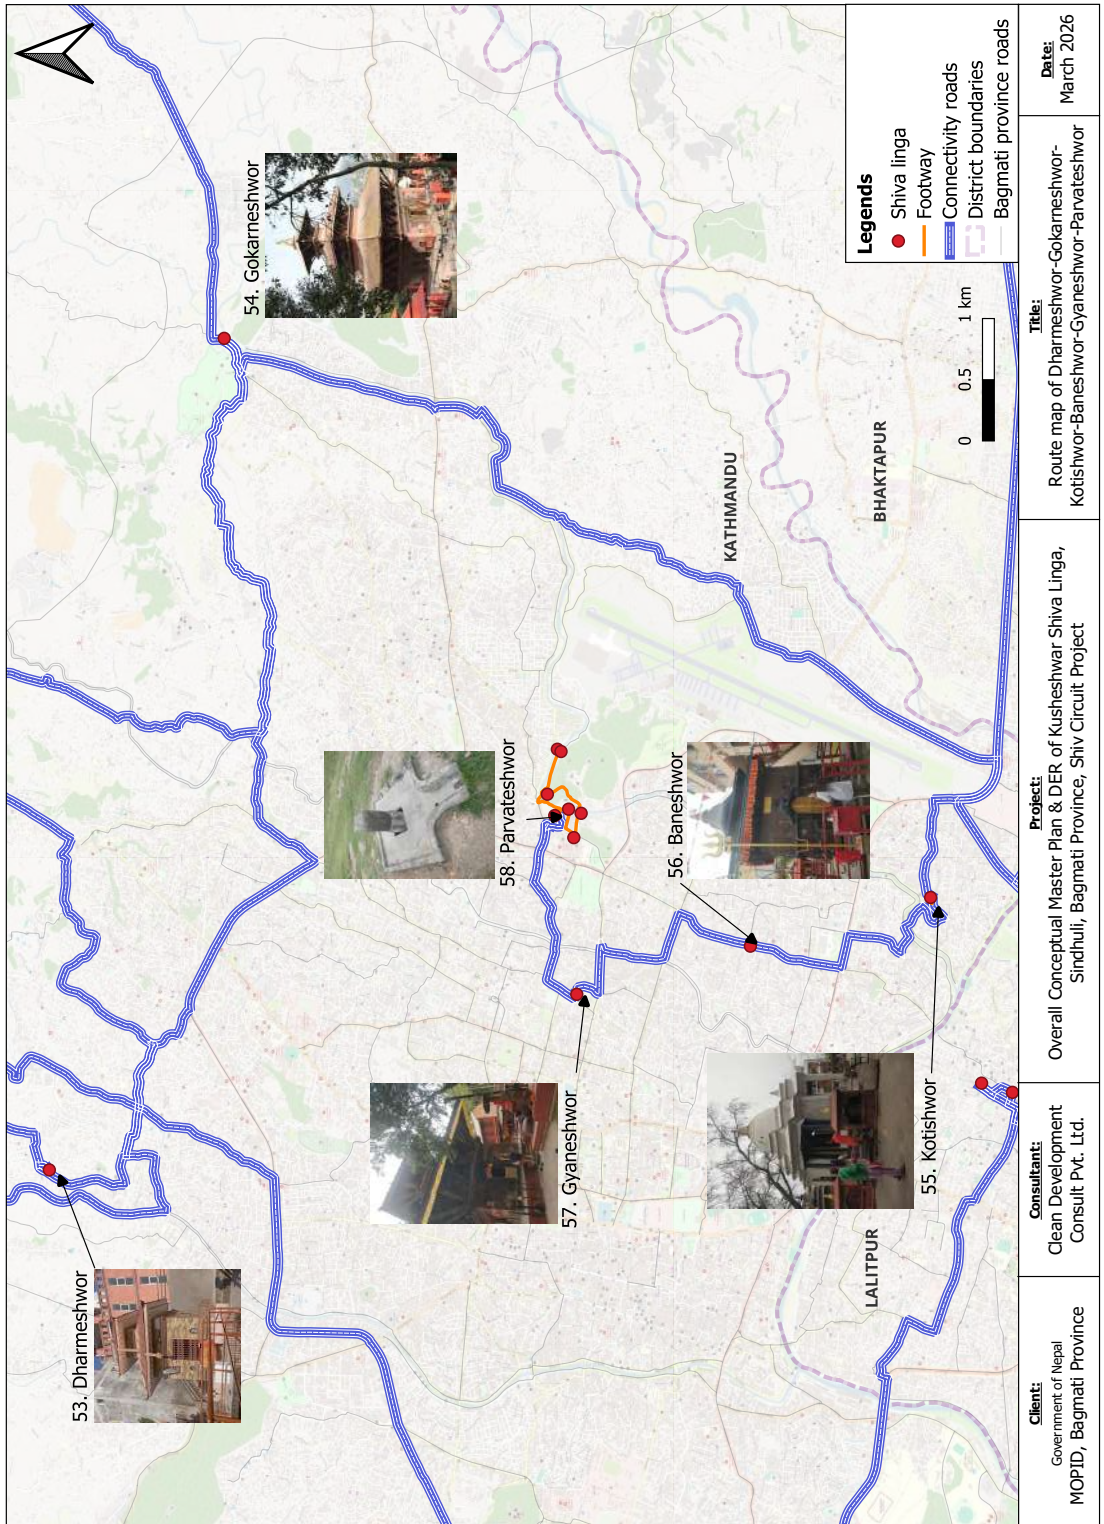 53. Dharmeshwor
54. Gokarneshwor
58. Parvateshwor
57. Gyaneshwor
56. Baneshwor
55. Kotishwor
KATHMANDU
BHAKTAPUR
LALITPUR
0 0.5 1 km
Legends
Shiva linga
Footway
Connectivity roads
District boundaries
Bagmati province roads
Client:
Government of Nepal
MOPID, Bagmati Province
Consultant:
Clean Development
Consult Pvt. Ltd.
Project:
Overall Conceptual Master Plan & DER of Kusheshwar Shiva Linga,
Sindhuli, Bagmati Province, Shiv Circuit Project
Title:
Route map of Dharmeshwor-Gokarneshwor-
Kotishwor-Baneshwor-Gyaneshwor-Parvateshwor
Date:
March 2026